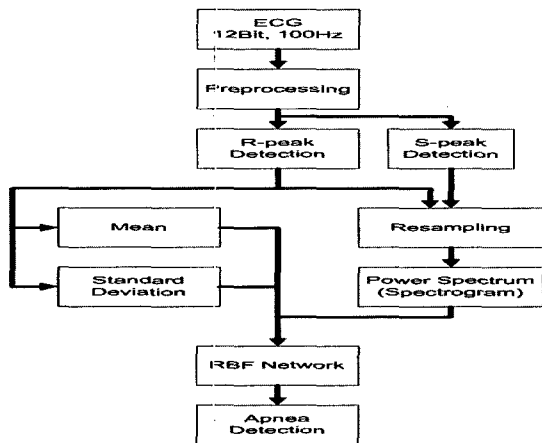 ECG
12Bit, 100Hz
Preprocessing
R-peak
Detection
S-peak
Detection
Mean
Resampling
Standard
Deviation
Power Spectrum
(Spectrogram)
RBF Network
Apnea
Detection